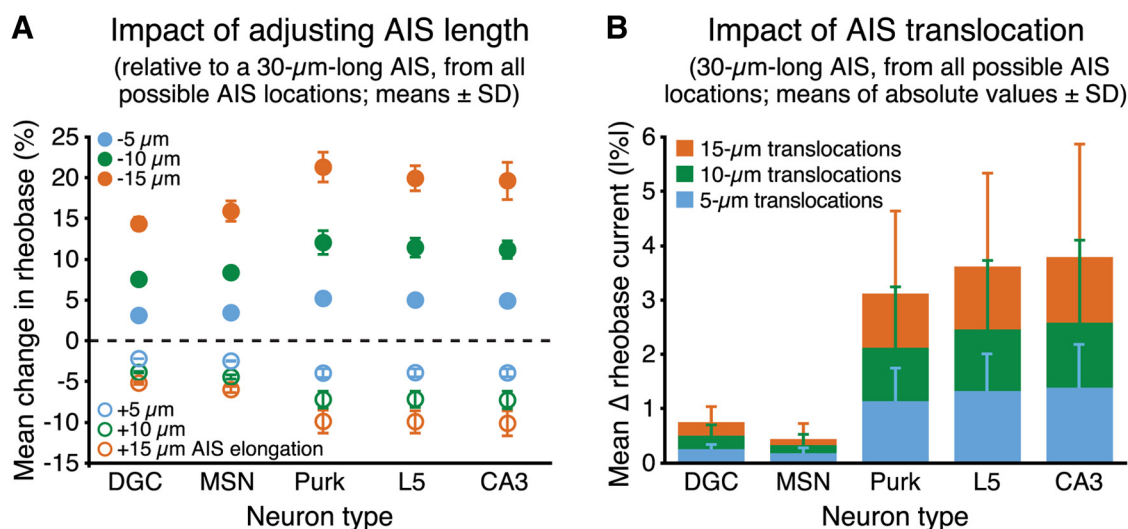 A
Impact of adjusting AIS length
(relative to a 30-µm-long AIS, from all
possible AIS locations; means ± SD)
Mean change in rheobase (%)
25
20
15
10
5
0
-5
-10
-15
-5 µm
-10 µm
-15 µm
+5 µm
+10 µm
+15 µm AIS elongation
DGC
MSN
Purk
L5
CA3
Neuron type
B
Impact of AIS translocation
(30-µm-long AIS, from all possible AIS
locations; means of absolute values ± SD)
Mean Δ rheobase current (|%|)
6
5
4
3
2
1
0
15-µm translocations
10-µm translocations
5-µm translocations
DGC
MSN
Purk
L5
CA3
Neuron type